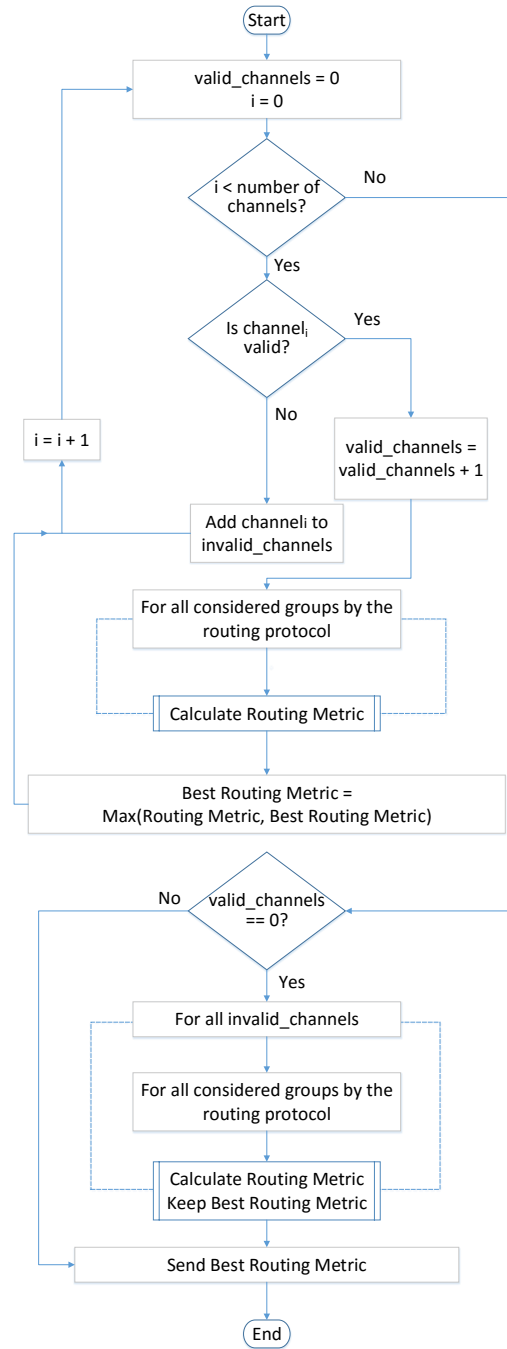 Start
valid_channels = 0
i = 0
i < number of
channels?
No
Yes
Is channelᵢ
valid?
Yes
No
i = i + 1
valid_channels =
valid_channels + 1
Add channelᵢ to
invalid_channels
For all considered groups by the
routing protocol
Calculate Routing Metric
Best Routing Metric =
Max(Routing Metric, Best Routing Metric)
No
valid_channels
== 0?
Yes
For all invalid_channels
For all considered groups by the
routing protocol
Calculate Routing Metric
Keep Best Routing Metric
Send Best Routing Metric
End